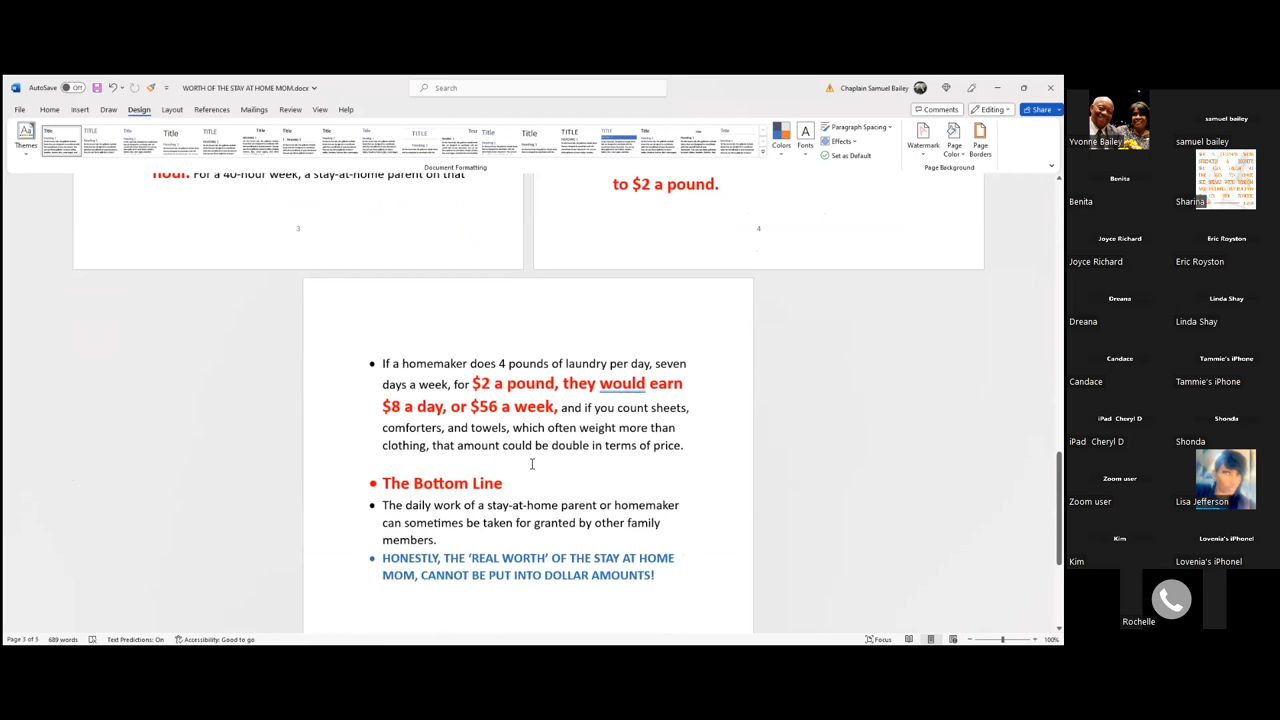 AutoSave Off WORTH OF THE STAY AT HOME MOM.docx Search Chaplain Samuel Bailey
File Home Insert Draw Design Layout References Mailings Review View Help Comments Editing Share
Themes Colors Fonts Paragraph Spacing Effects Set as Default Watermark Page Color Page Borders
Document Formatting Page Background
hour. For a 40-hour week, a stay-at-home parent on that
to $2 a pound.
3
4
• If a homemaker does 4 pounds of laundry per day, seven
days a week, for $2 a pound, they would earn
$8 a day, or $56 a week, and if you count sheets,
comforters, and towels, which often weight more than
clothing, that amount could be double in terms of price.
• The Bottom Line
• The daily work of a stay-at-home parent or homemaker
can sometimes be taken for granted by other family
members.
• HONESTLY, THE ‘REAL WORTH’ OF THE STAY AT HOME
MOM, CANNOT BE PUT INTO DOLLAR AMOUNTS!
Page 3 of 5 689 words Text Predictions: On Accessibility: Good to go Focus 100%
samuel bailey
Yvonne Bailey samuel bailey
Benita
Benita Sharina
Joyce Richard Eric Royston
Joyce Richard Eric Royston
Dreana Linda Shay
Dreana Linda Shay
Candace Tammie's iPhone
Candace Tammie's iPhone
iPad Cheryl D Shonda
iPad Cheryl D Shonda
Zoom user
Zoom user Lisa Jefferson
Kim Lovenia's iPhonel
Kim Lovenia's iPhonel
Rochelle